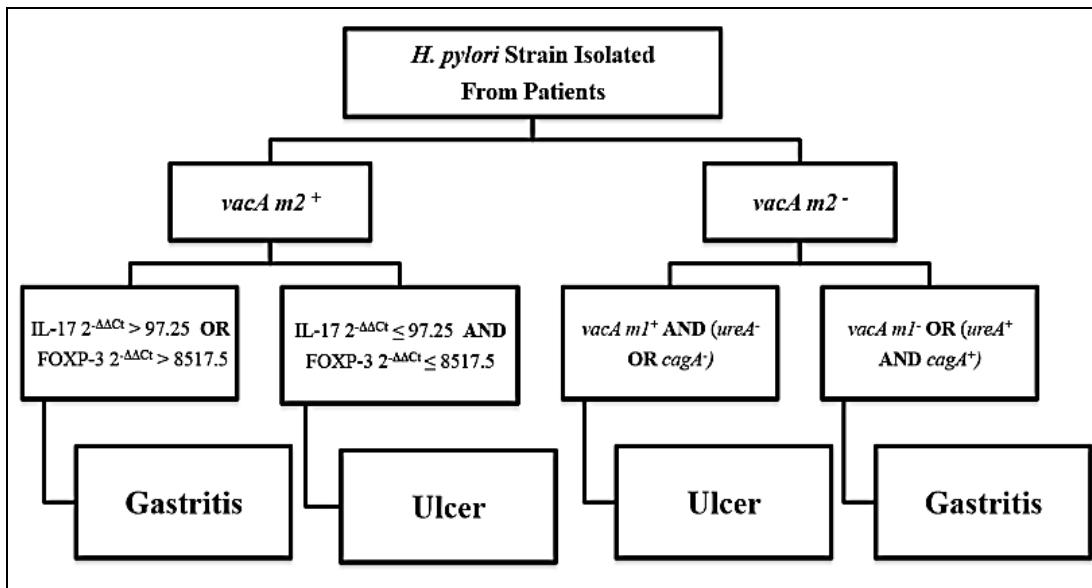 H. pylori Strain Isolated
From Patients
vacA m2 +
vacA m2 -
IL-17 2-ΔΔCt > 97.25 OR
FOXP-3 2-ΔΔCt > 8517.5
IL-17 2-ΔΔCt ≤ 97.25 AND
FOXP-3 2-ΔΔCt ≤ 8517.5
vacA m1+ AND (ureA-
OR cagA-)
vacA m1- OR (ureA+
AND cagA+)
Gastritis
Ulcer
Ulcer
Gastritis